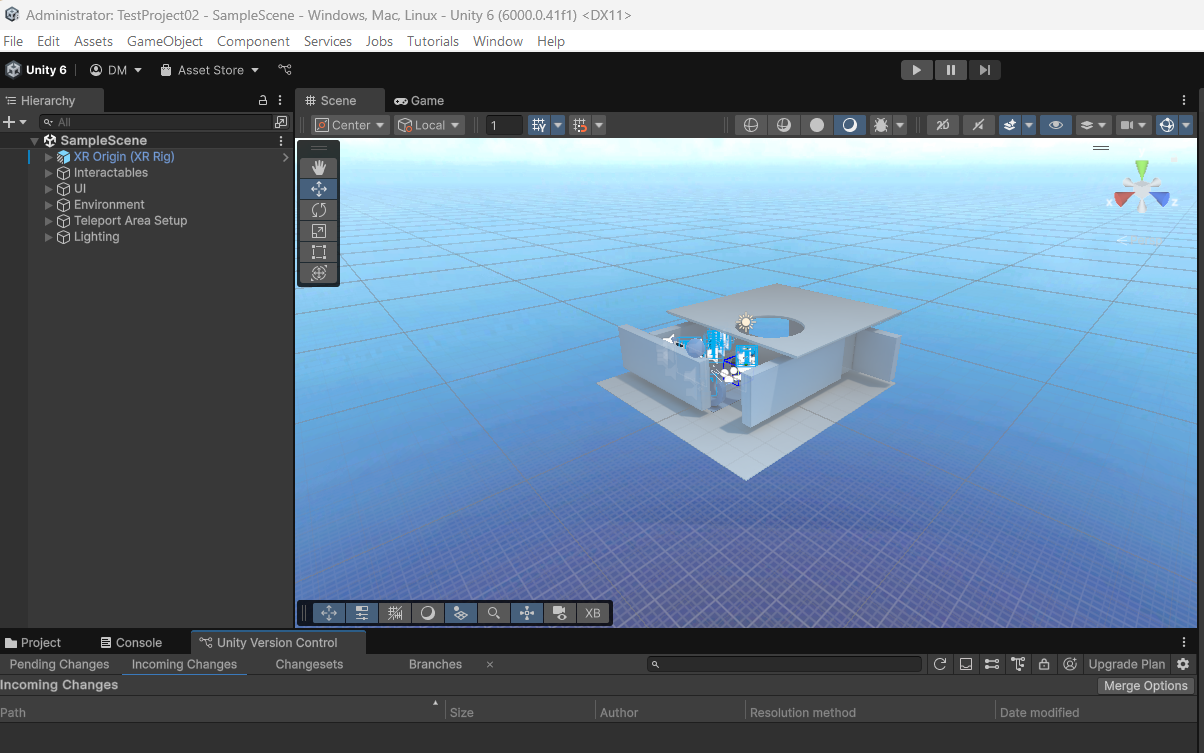 Administrator: TestProject02 - SampleScene - Windows, Mac, Linux - Unity 6 (6000.0.41f1) <DX11>
File Edit Assets GameObject Component Services Jobs Tutorials Window Help
Unity 6 DM Asset Store
Hierarchy
All
SampleScene
XR Origin (XR Rig)
Interactables
UI
Environment
Teleport Area Setup
Lighting
Scene Game
Center Local 1 2D
X Z
XB
Project Console Unity Version Control
Pending Changes Incoming Changes Changesets Branches × Upgrade Plan
Incoming Changes Merge Options
Path Size Author Resolution method Date modified